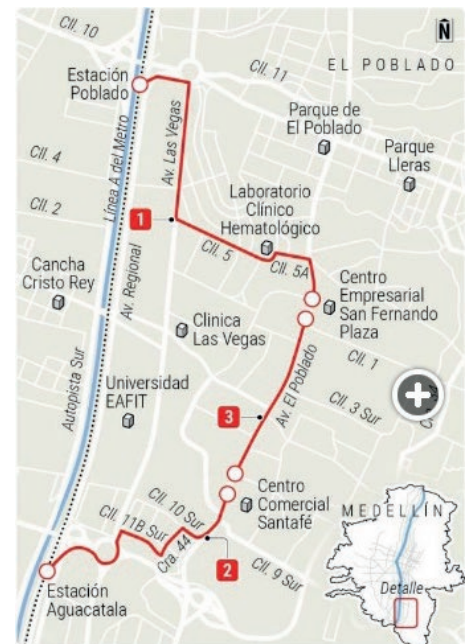 Cll. 10
N
Estación
Poblado
Cll. 11
EL POBLADO
Parque de
El Poblado
Parque
Lleras
Cll. 4
Línea A del Metro
Av. Las Vegas
Laboratorio
Clínico
Hematológico
Cll. 2
1
Cll. 5
Cll. 5A
Cancha
Cristo Rey
Av. Regional
Centro
Empresarial
San Fernando
Plaza
Clinica
Las Vegas
Cll. 1
Autopista Sur
Universidad
EAFIT
Av. El Poblado
Cll. 3 Sur
3
Cll. 10 Sur
Centro
Comercial
Santafé
MEDELLÍN
Cll. 11B Sur
Cra. 44
2
Cll. 9 Sur
Detalle
Estación
Aguacatala